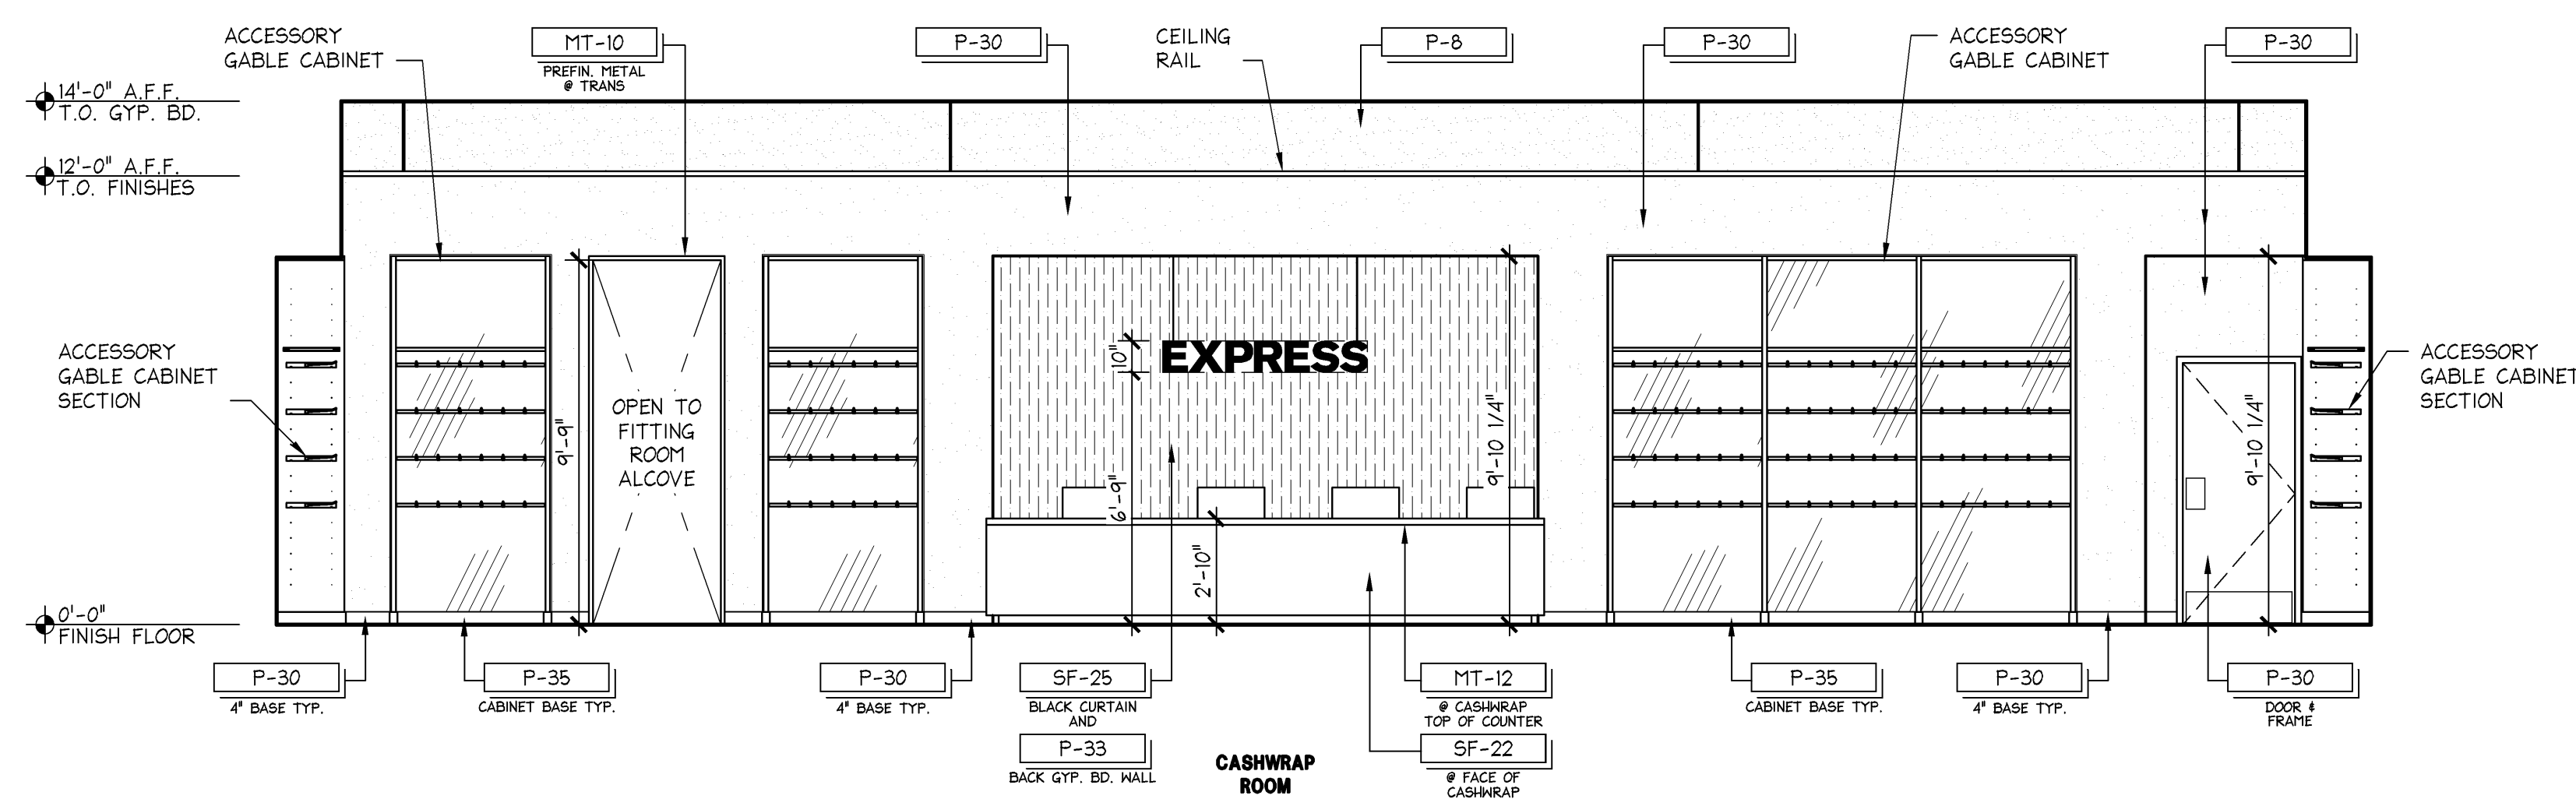 ACCESSORY
GABLE CABINET
MT-10
PREFIN. METAL
@ TRANS
P-30
CEILING
RAIL
P-8
P-30
ACCESSORY
GABLE CABINET
P-30
14'-0" A.F.F.
T.O. GYP. BD.
12'-0" A.F.F.
T.O. FINISHES
ACCESSORY
GABLE CABINET
SECTION
9'-9"
OPEN TO
FITTING
ROOM
ALCOVE
10"
EXPRESS
6'-9"
2'-10"
9'-10 1/4"
9'-10 1/4"
ACCESSORY
GABLE CABINET
SECTION
0'-0"
FINISH FLOOR
P-30
4" BASE TYP.
P-35
CABINET BASE TYP.
P-30
4" BASE TYP.
SF-25
BLACK CURTAIN
AND
P-33
BACK GYP. BD. WALL
CASHWRAP
ROOM
MT-12
@ CASHWRAP
TOP OF COUNTER
SF-22
@ FACE OF
CASHWRAP
P-35
CABINET BASE TYP.
P-30
4" BASE TYP.
P-30
DOOR &
FRAME